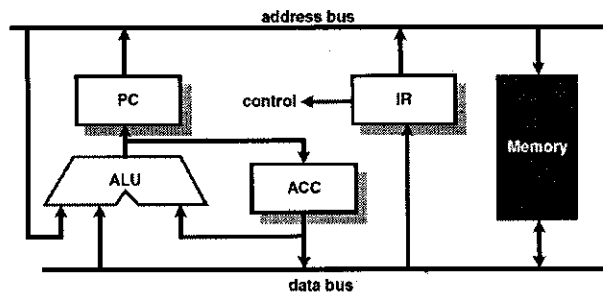 address bus
PC
control
IR
Memory
ALU
ACC
data bus